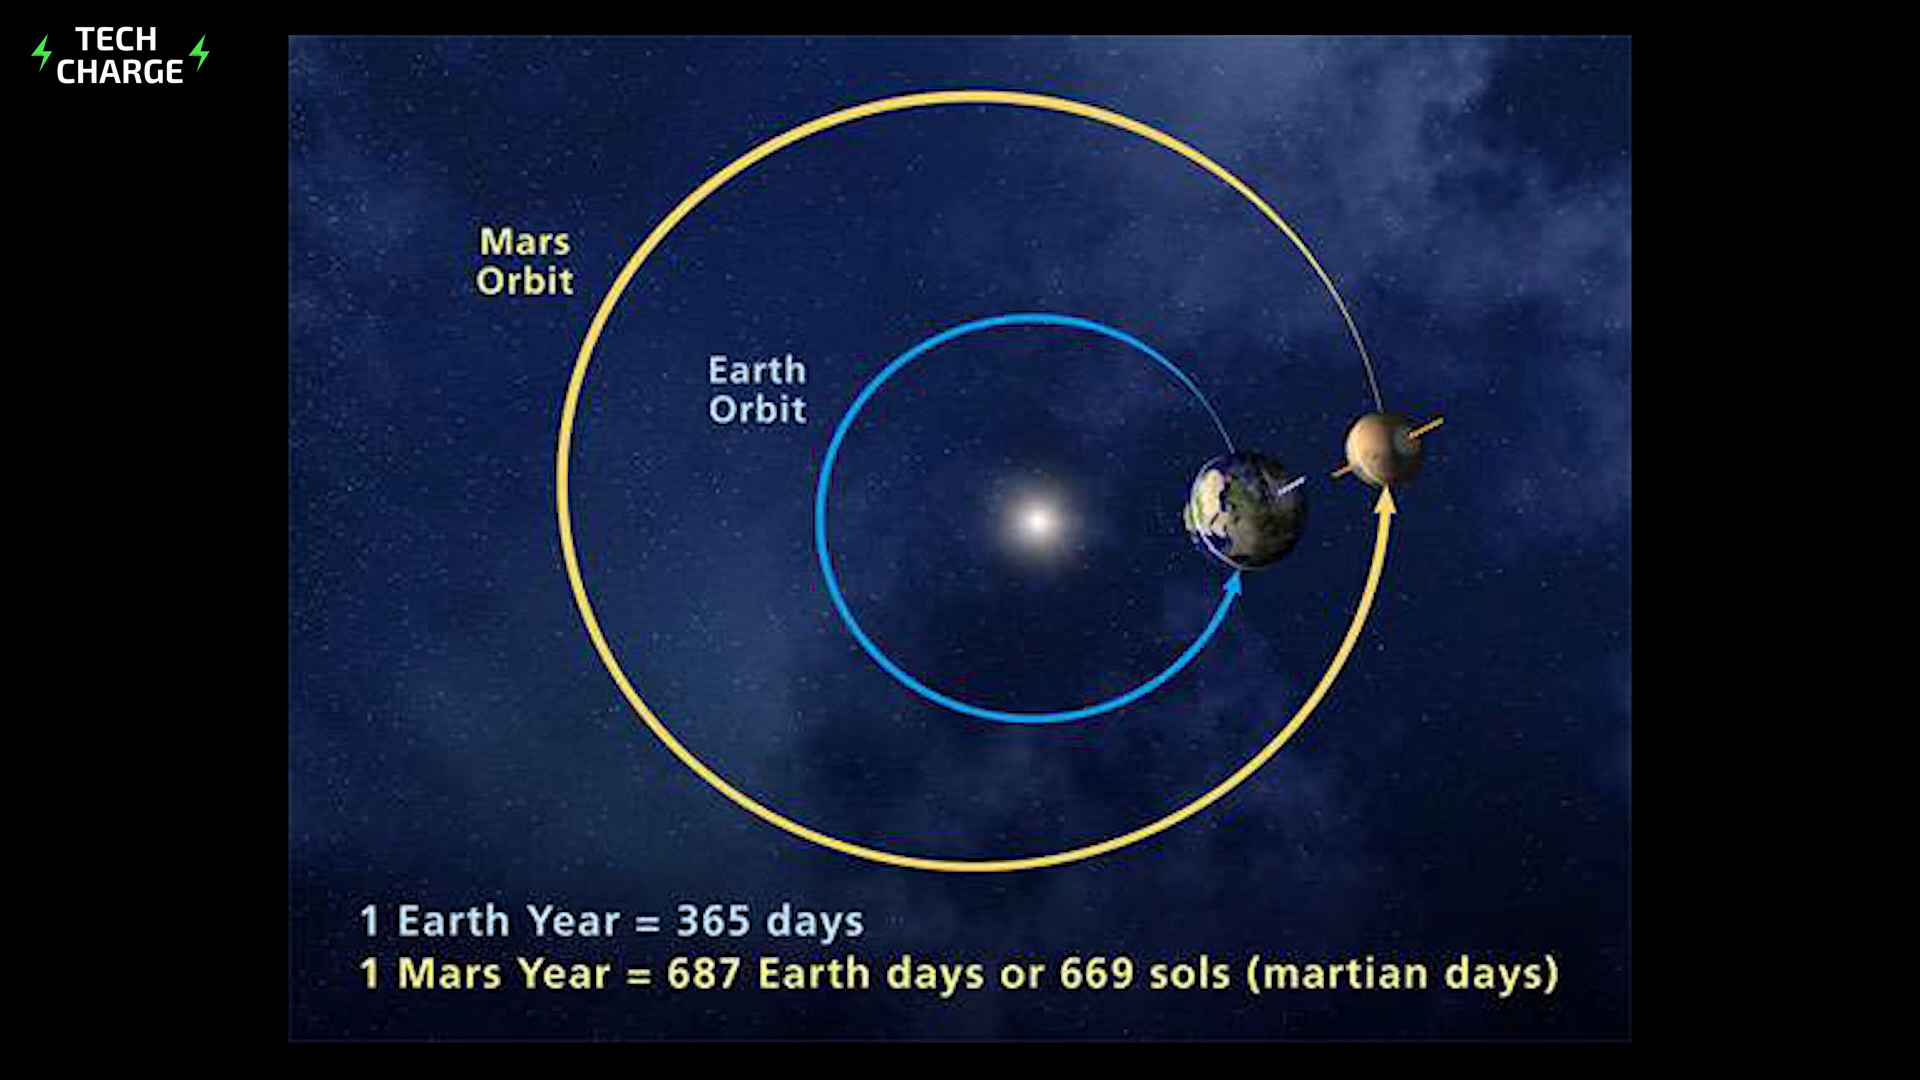 TECH
CHARGE
Mars
Orbit
Earth
Orbit
1 Earth Year = 365 days
1 Mars Year = 687 Earth days or 669 sols (martian days)